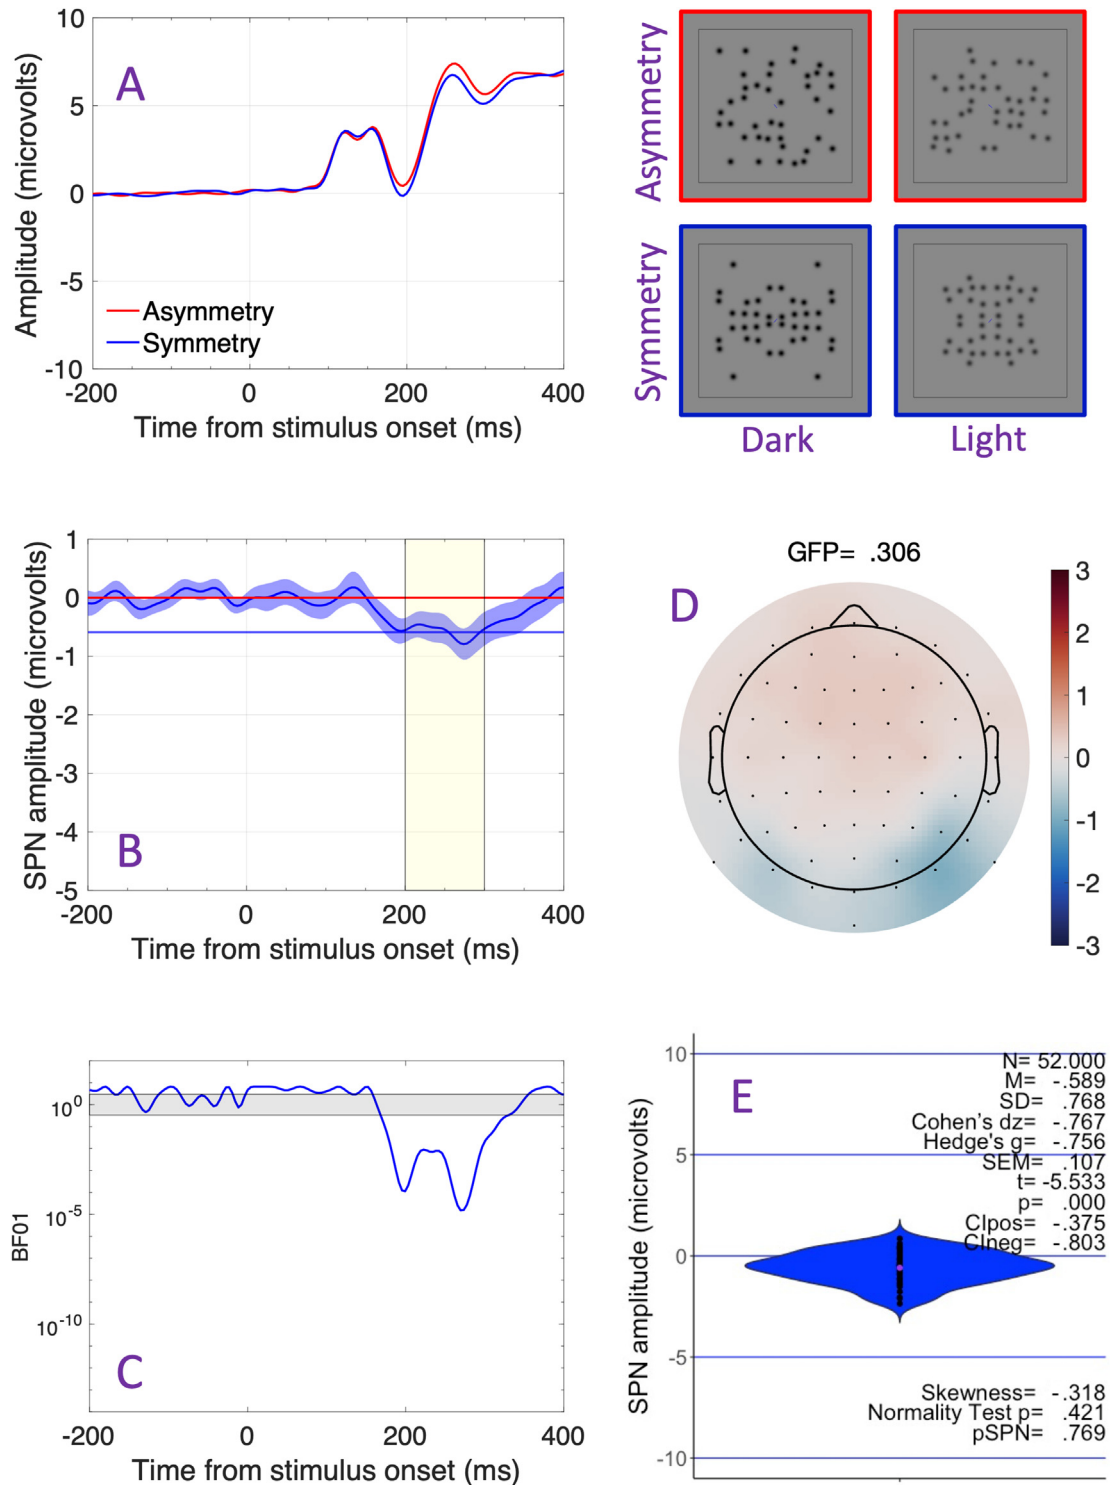 A
Amplitude (microvolts)
10
5
0
-5
-10
Asymmetry
Symmetry
-200 0 200 400
Time from stimulus onset (ms)
Asymmetry
Symmetry
Dark Light
B
SPN amplitude (microvolts)
1
0
-1
-2
-3
-4
-5
-200 0 200 400
Time from stimulus onset (ms)
GFP= .306
D
3
2
1
0
-1
-2
-3
C
BF01
10^0
10^-5
10^-10
-200 0 200 400
Time from stimulus onset (ms)
E
SPN amplitude (microvolts)
10
5
0
-5
-10
N= 52.000
M= -.589
SD= .768
Cohen's dz= -.767
Hedge's g= -.756
SEM= .107
t= -5.533
p= .000
CIpos= -.375
CIneg= -.803
Skewness= -.318
Normality Test p= .421
pSPN= .769